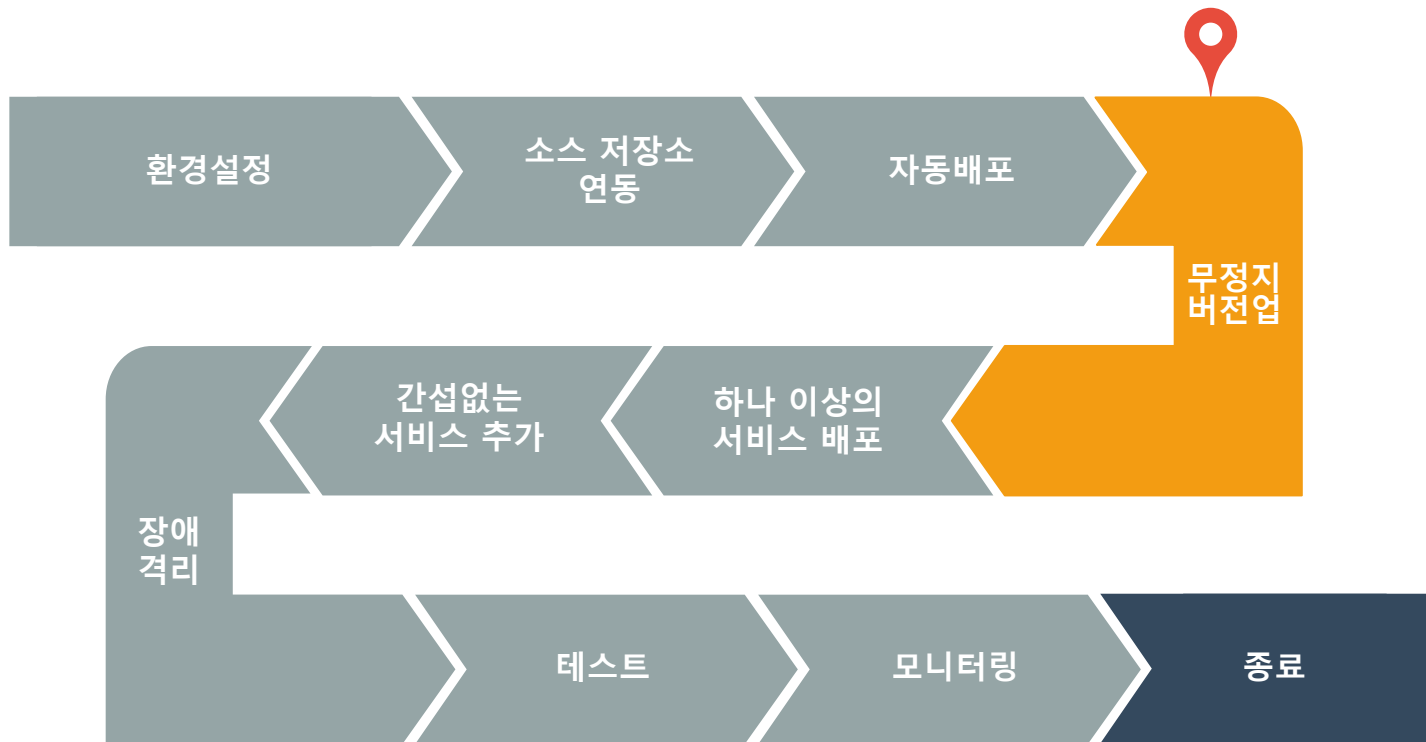 환경설정
소스 저장소
연동
자동배포
무정지
버전업
하나 이상의
서비스 배포
간섭없는
서비스 추가
장애
격리
테스트
모니터링
종료